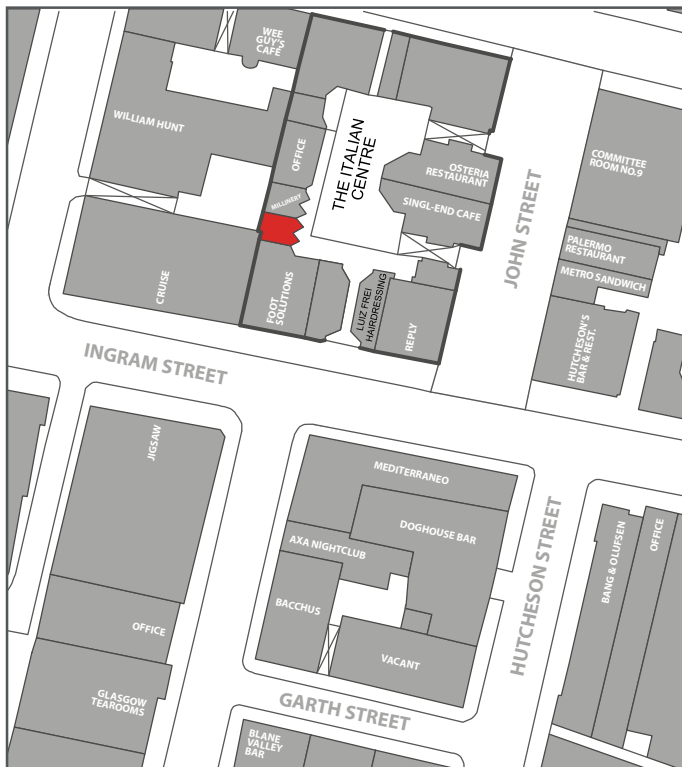 WEE
GUY'S
CAFÉ
WILLIAM HUNT
OFFICE
THE ITALIAN
CENTRE
MILLINERY
OSTERIA
RESTAURANT
SINGL-END CAFE
JOHN STREET
COMMITTEE
ROOM NO.9
PALERMO
RESTAURANT
METRO SANDWICH
HUTCHESON'S
BAR & REST.
CRUISE
FOOT
SOLUTIONS
LUIZ FREI
HAIRDRESSING
REPLY
INGRAM STREET
JIGSAW
MEDITERRANEO
DOGHOUSE BAR
AXA NIGHTCLUB
BACCHUS
VACANT
HUTCHESON STREET
BANG & OLUFSEN
OFFICE
OFFICE
GLASGOW
TEAROOMS
GARTH STREET
BLANE
VALLEY
BAR